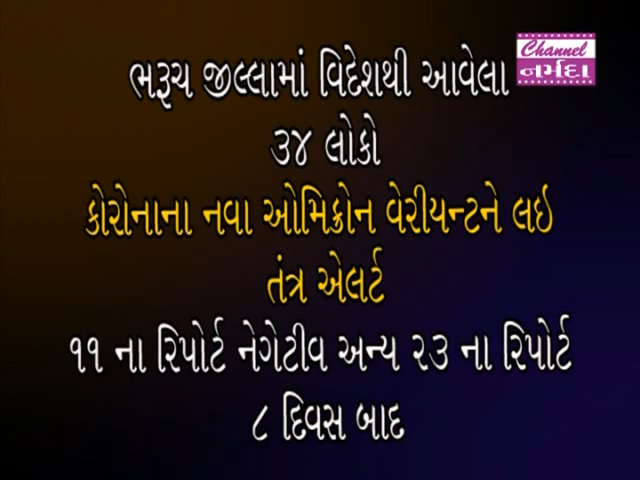 Channel
નર્મદા
ભરૂચ જીલ્લામાં વિદેશથી આવેલા
૩૪ લોકો
કોરોનાના નવા ઓમિક્રોન વેરીયન્ટને લઇ
તંત્ર એલર્ટ
૧૧ ના રિપોર્ટ નેગેટીવ અન્ય ૨૩ ના રિપોર્ટ
૮ દિવસ બાદ